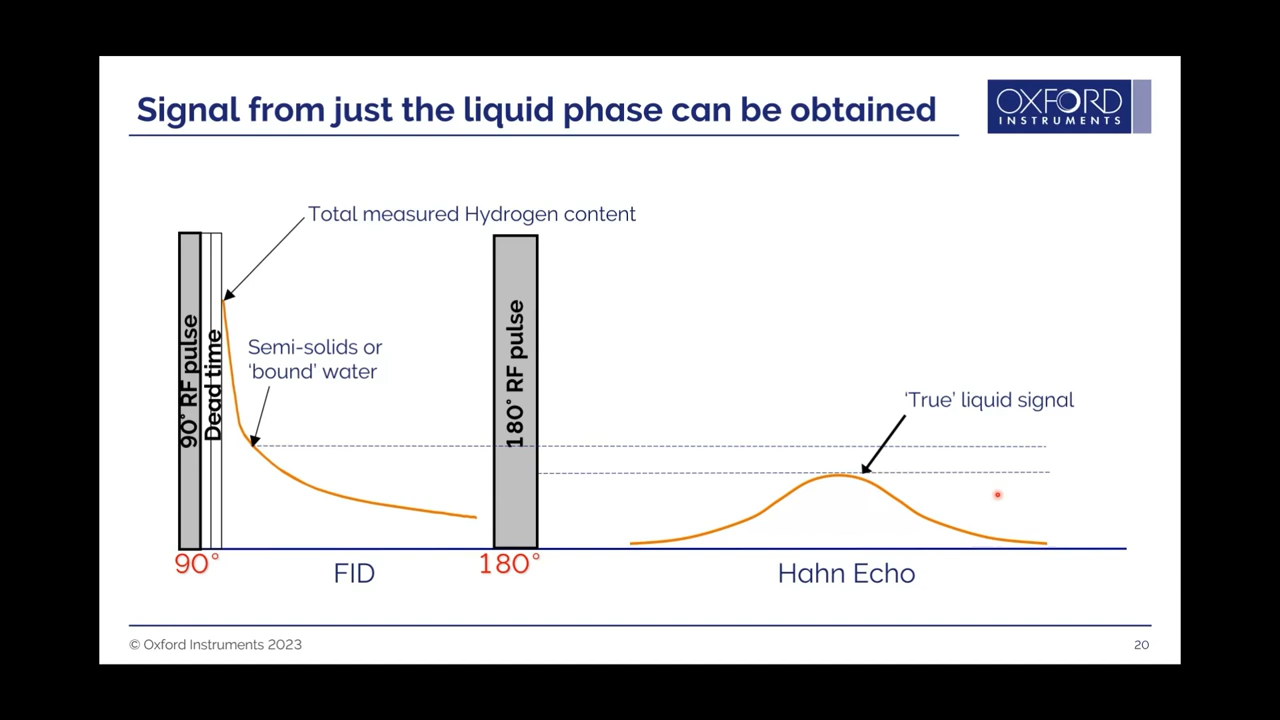 Signal from just the liquid phase can be obtained
OXFORD
INSTRUMENTS
Total measured Hydrogen content
90° RF pulse
Dead time
Semi-solids or
‘bound’ water
180° RF pulse
‘True’ liquid signal
90°
180°
FID
Hahn Echo
© Oxford Instruments 2023
20